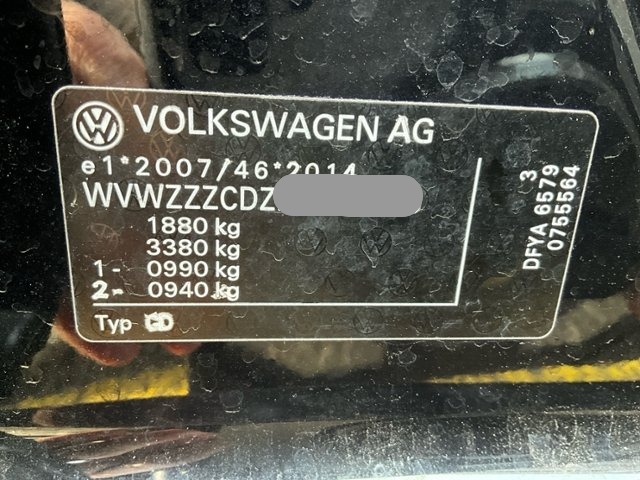 VOLKSWAGEN AG
e1*2007/46*2014
WVWZZZCDZ
1880 kg
3380 kg
1- 0990 kg
2- 0940 kg
Typ CD
3
DFYA 6579
0755564